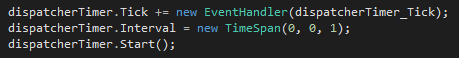 dispatcherTimer.Tick += new EventHandler(dispatcherTimer_Tick);
dispatcherTimer.Interval = new TimeSpan(0, 0, 1);
dispatcherTimer.Start();